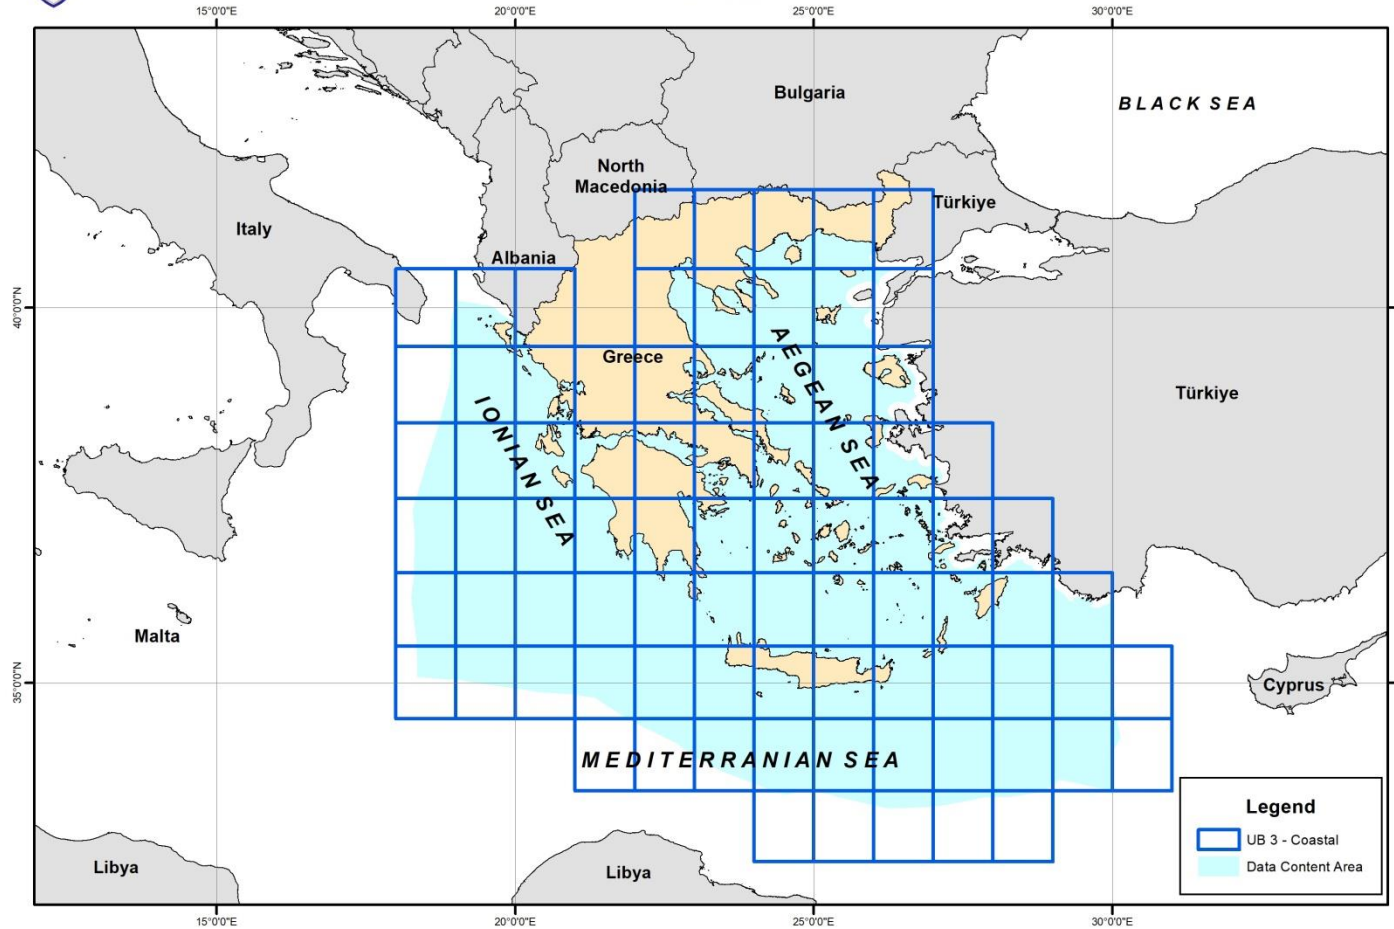 15°0'0"E 20°0'0"E 25°0'0"E 30°0'0"E
Bulgaria
BLACK SEA
North
Macedonia
Türkiye
Italy
Albania
40°0'0"N
Greece
AEGEAN SEA
Türkiye
IONIAN SEA
Malta
35°0'0"N
Cyprus
MEDITERRANIAN SEA
Legend
UB 3 - Coastal
Data Content Area
Libya
Libya
15°0'0"E 20°0'0"E 25°0'0"E 30°0'0"E